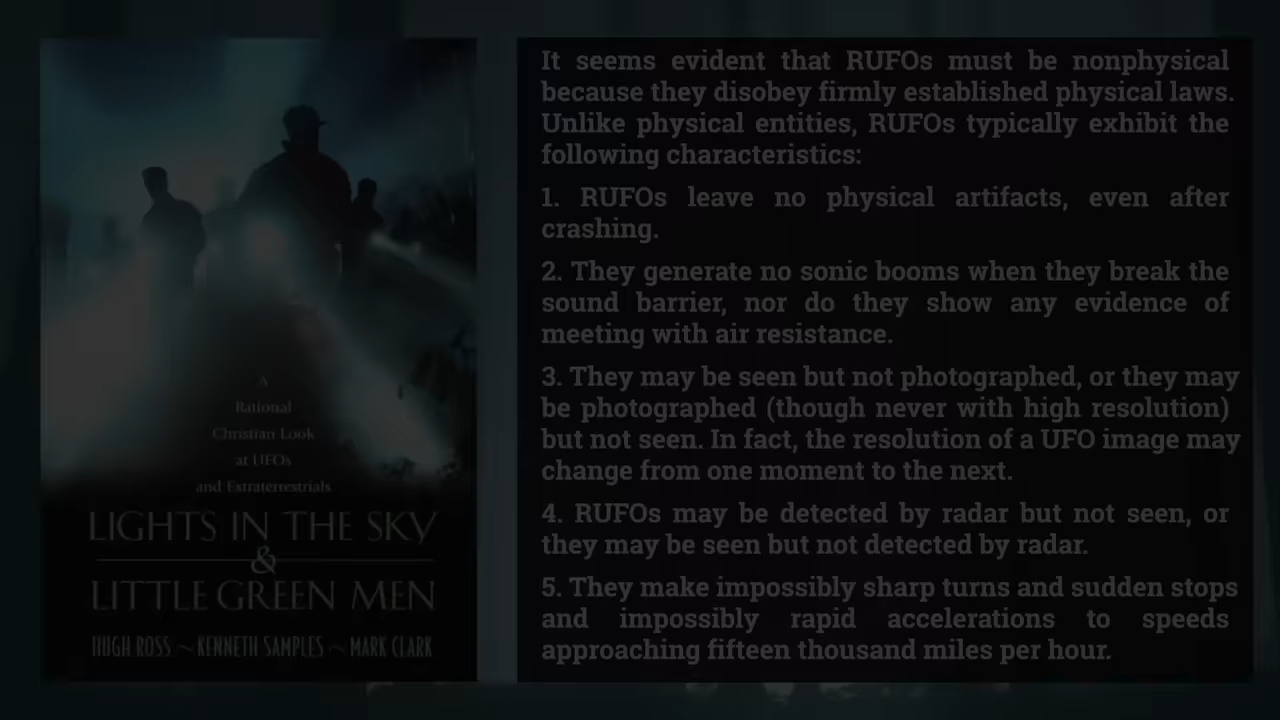 A
Rational
Christian Look
at UFOs
and Extraterrestrials
LIGHTS IN THE SKY
&
LITTLE GREEN MEN
HUGH ROSS ~ KENNETH SAMPLES ~ MARK CLARK
It seems evident that RUFOs must be nonphysical
because they disobey firmly established physical laws.
Unlike physical entities, RUFOs typically exhibit the
following characteristics:
1. RUFOs leave no physical artifacts, even after
crashing.
2. They generate no sonic booms when they break the
sound barrier, nor do they show any evidence of
meeting with air resistance.
3. They may be seen but not photographed, or they may
be photographed (though never with high resolution)
but not seen. In fact, the resolution of a UFO image may
change from one moment to the next.
4. RUFOs may be detected by radar but not seen, or
they may be seen but not detected by radar.
5. They make impossibly sharp turns and sudden stops
and impossibly rapid accelerations to speeds
approaching fifteen thousand miles per hour.